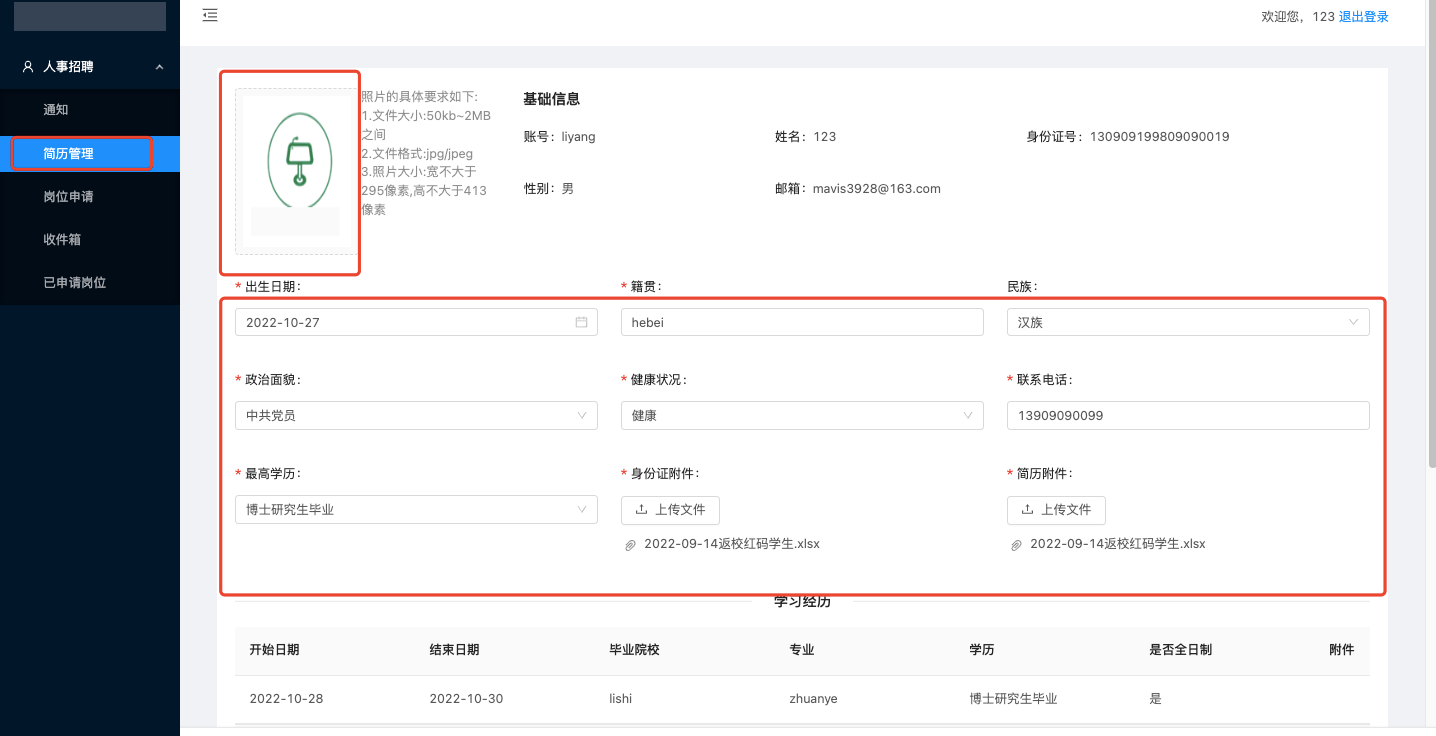 欢迎您，123 退出登录
人事招聘
通知
简历管理
岗位申请
收件箱
已申请岗位
照片的具体要求如下:
1.文件大小:50kb~2MB
之间
2.文件格式:jpg/jpeg
3.照片大小:宽不大于
295像素,高不大于413
像素
基础信息
账号：liyang
姓名：123
身份证号：130909199809090019
性别：男
邮箱：mavis3928@163.com
* 出生日期：
* 籍贯：
民族：
2022-10-27
hebei
汉族
* 政治面貌：
* 健康状况：
* 联系电话：
中共党员
健康
13909090099
* 最高学历：
* 身份证附件：
* 简历附件：
博士研究生毕业
上传文件
上传文件
2022-09-14返校红码学生.xlsx
2022-09-14返校红码学生.xlsx
学习经历
开始日期 结束日期 毕业院校 专业 学历 是否全日制 附件
2022-10-28 2022-10-30 lishi zhuanye 博士研究生毕业 是